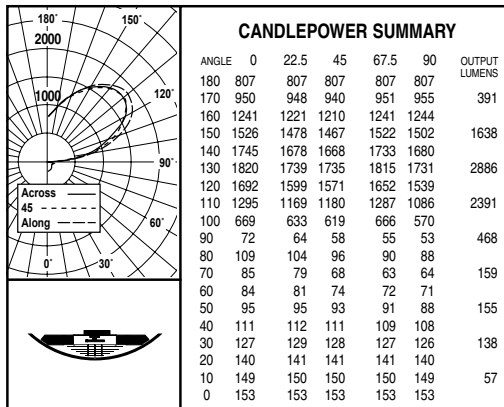 180°
150°
2000
1000
120°
90°
60°
30°
0°
Across
45
Along
CANDLEPOWER SUMMARY
ANGLE 0 22.5 45 67.5 90 OUTPUT LUMENS
180 807 807 807 807 807
170 950 948 940 951 955 391
160 1241 1221 1210 1241 1244
150 1526 1478 1467 1522 1502 1638
140 1745 1678 1668 1733 1680
130 1820 1739 1735 1815 1731 2886
120 1692 1599 1571 1652 1539
110 1295 1169 1180 1287 1086 2391
100 669 633 619 666 570
90 72 64 58 55 53 468
80 109 104 96 90 88
70 85 79 68 63 64 159
60 84 81 74 72 71
50 95 95 93 91 88 155
40 111 112 111 109 108
30 127 129 128 127 126 138
20 140 141 141 141 140
10 149 150 150 150 149 57
0 153 153 153 153 153